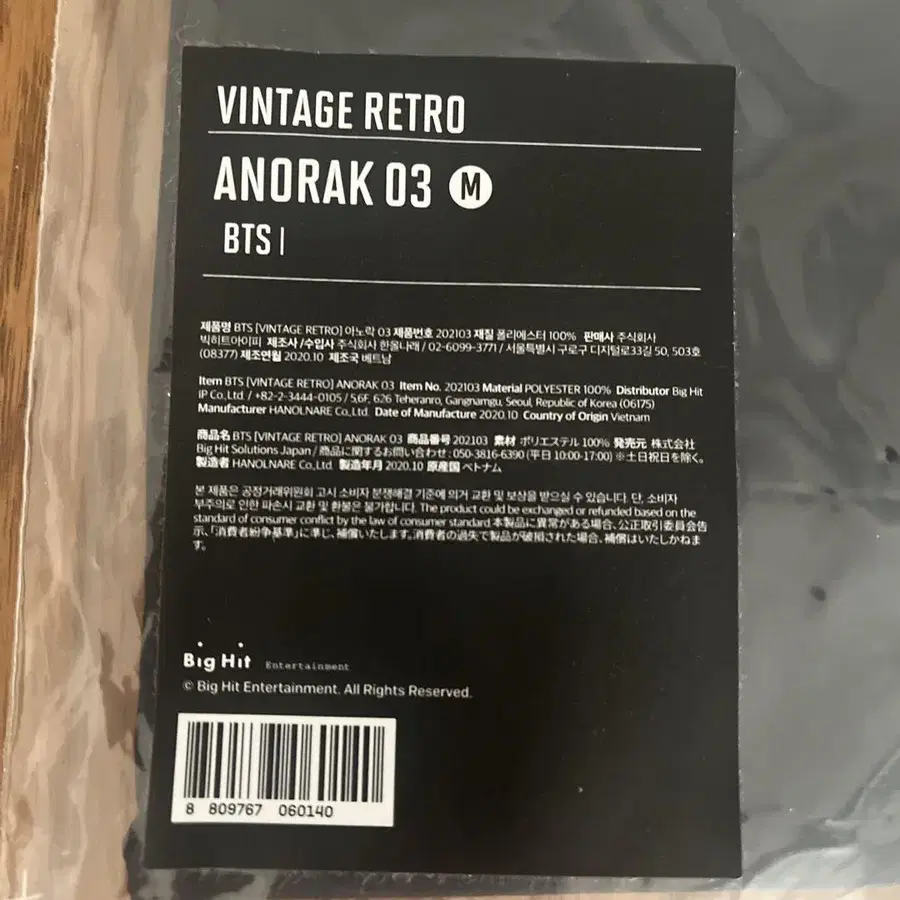 VINTAGE RETRO
ANORAK 03 M
BTS |
제품명 BTS [VINTAGE RETRO] 아노락 03 제품번호 202103 재질 폴리에스터 100% 판매사 주식회사
빅히트아이피 제조사 /수입사 주식회사 한올나래 / 02-6099-3771 / 서울특별시 구로구 디지털로33길 50, 503호
(08377) 제조연월 2020.10 제조국 베트남
Item BTS [VINTAGE RETRO] ANORAK 03 Item No. 202103 Material POLYESTER 100% Distributor Big Hit
IP Co.,Ltd. / +82-2-3444-0105 / 5,6F, 626 Teheranro, Gangnamgu, Seoul, Republic of Korea (06175)
Manufacturer HANOLNARE Co,.Ltd. Date of Manufacture 2020.10 Country of Origin Vietnam
商品名 BTS [VINTAGE RETRO] ANORAK 03 商品番号 202103 素材 ポリエステル 100% 発売元 株式会社
Big Hit Solutions Japan / 商品に関するお問い合わせ : 050-3816-6390 (平日 10:00-17:00) ※土日祝日を除く。
製造者 HANOLNARE Co,.Ltd. 製造年月 2020.10 原産国 ベトナム
본 제품은 공정거래위원회 고시 소비자 분쟁해결 기준에 의거 교환 및 보상을 받으실 수 있습니다. 단, 소비자
부주의로 인한 파손시 교환 및 환불은 불가합니다. The product could be exchanged or refunded based on the
standard of consumer conflict by the law of consumer standard 本製品に異常がある場合、公正取引委員会告
示、「消費者紛争基準」に準じ、補償いたします。消費者の過失で製品が破損された場合、補償はいたしかねま
す。
Big Hit Entertainment
© Big Hit Entertainment. All Rights Reserved.
8 809767 060140